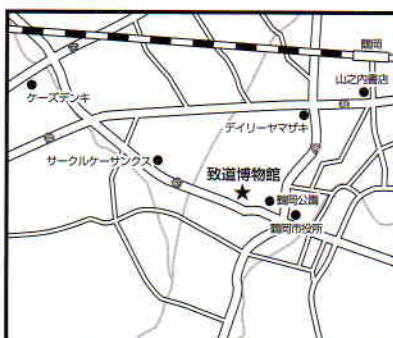 鶴岡
山之内書店
ケーズデンキ
デイリーヤマザキ
サークルケーサンクス
致道博物館
鶴岡公園
鶴岡市役所